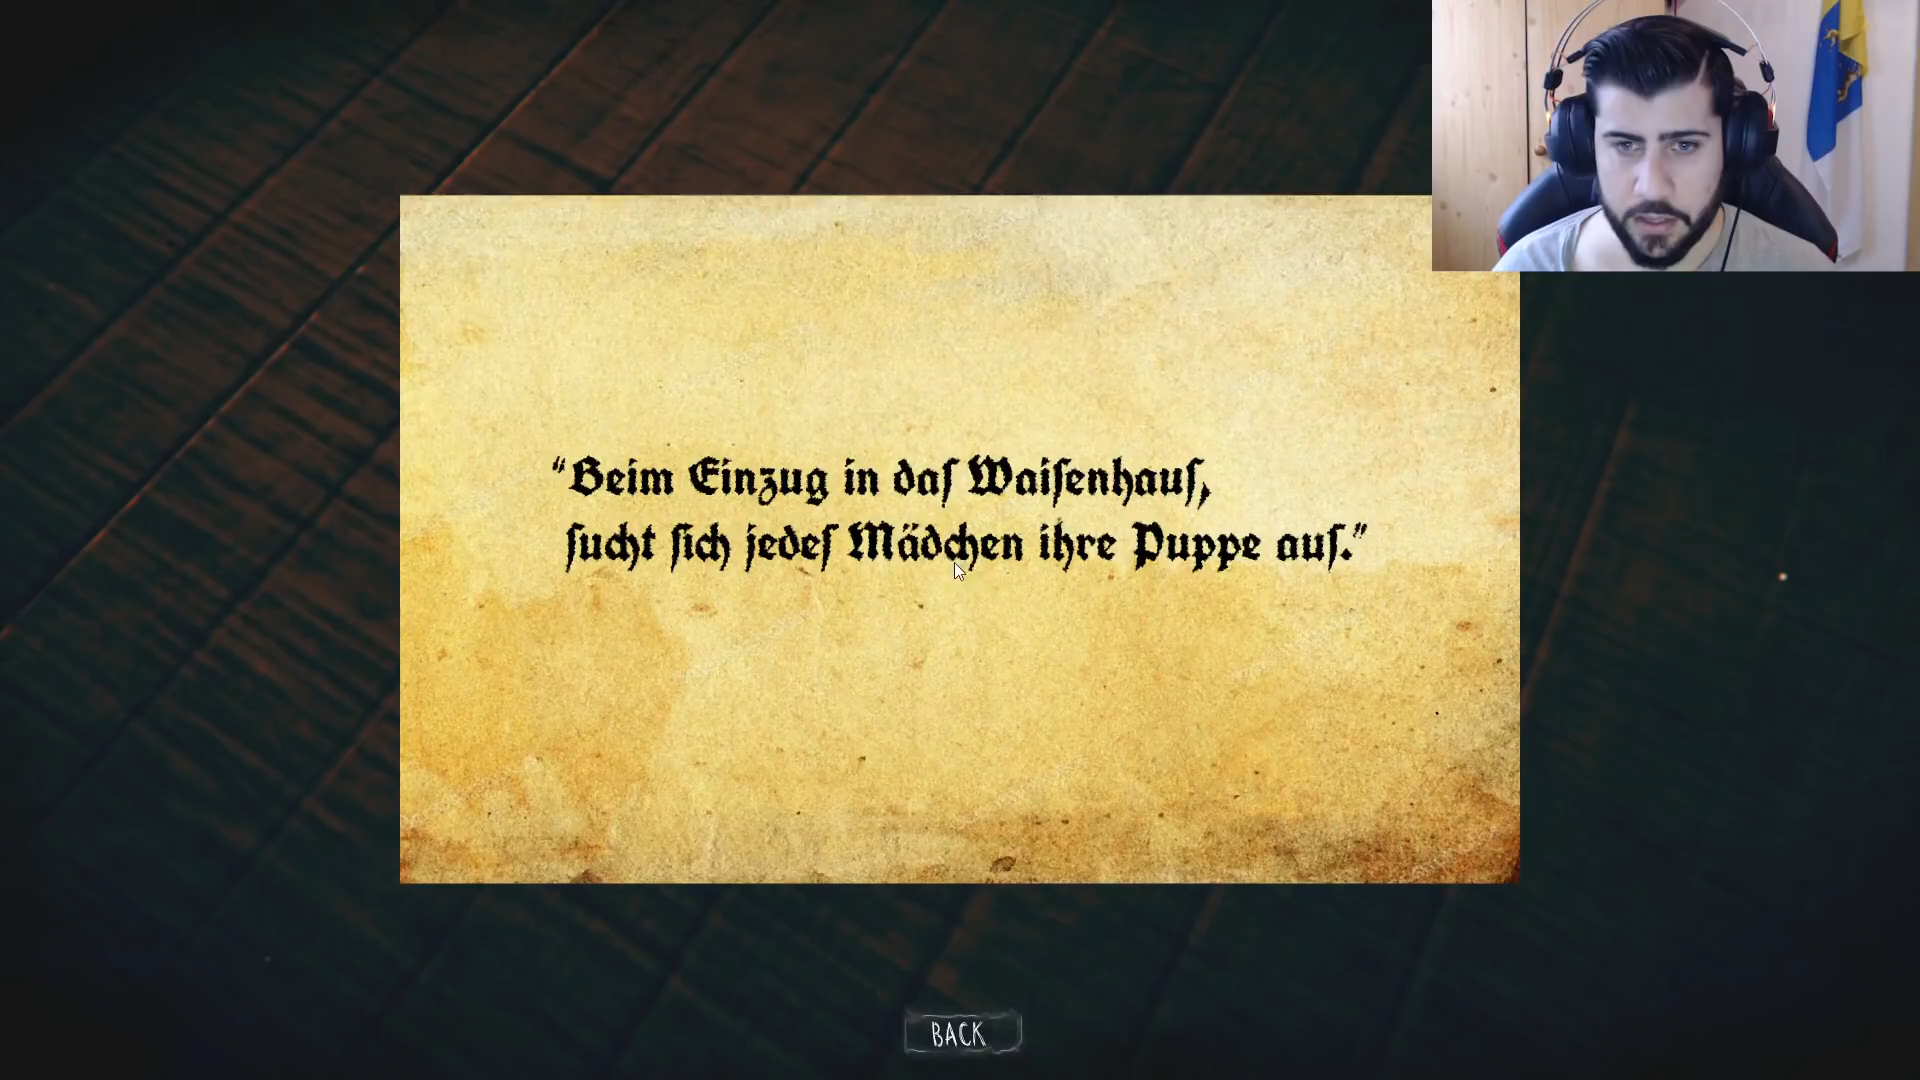 “Beim Einzug in daſ Waiſenhauſ,
ſucht ſich jedeſ Mädchen ihre Puppe auſ.”
BACK